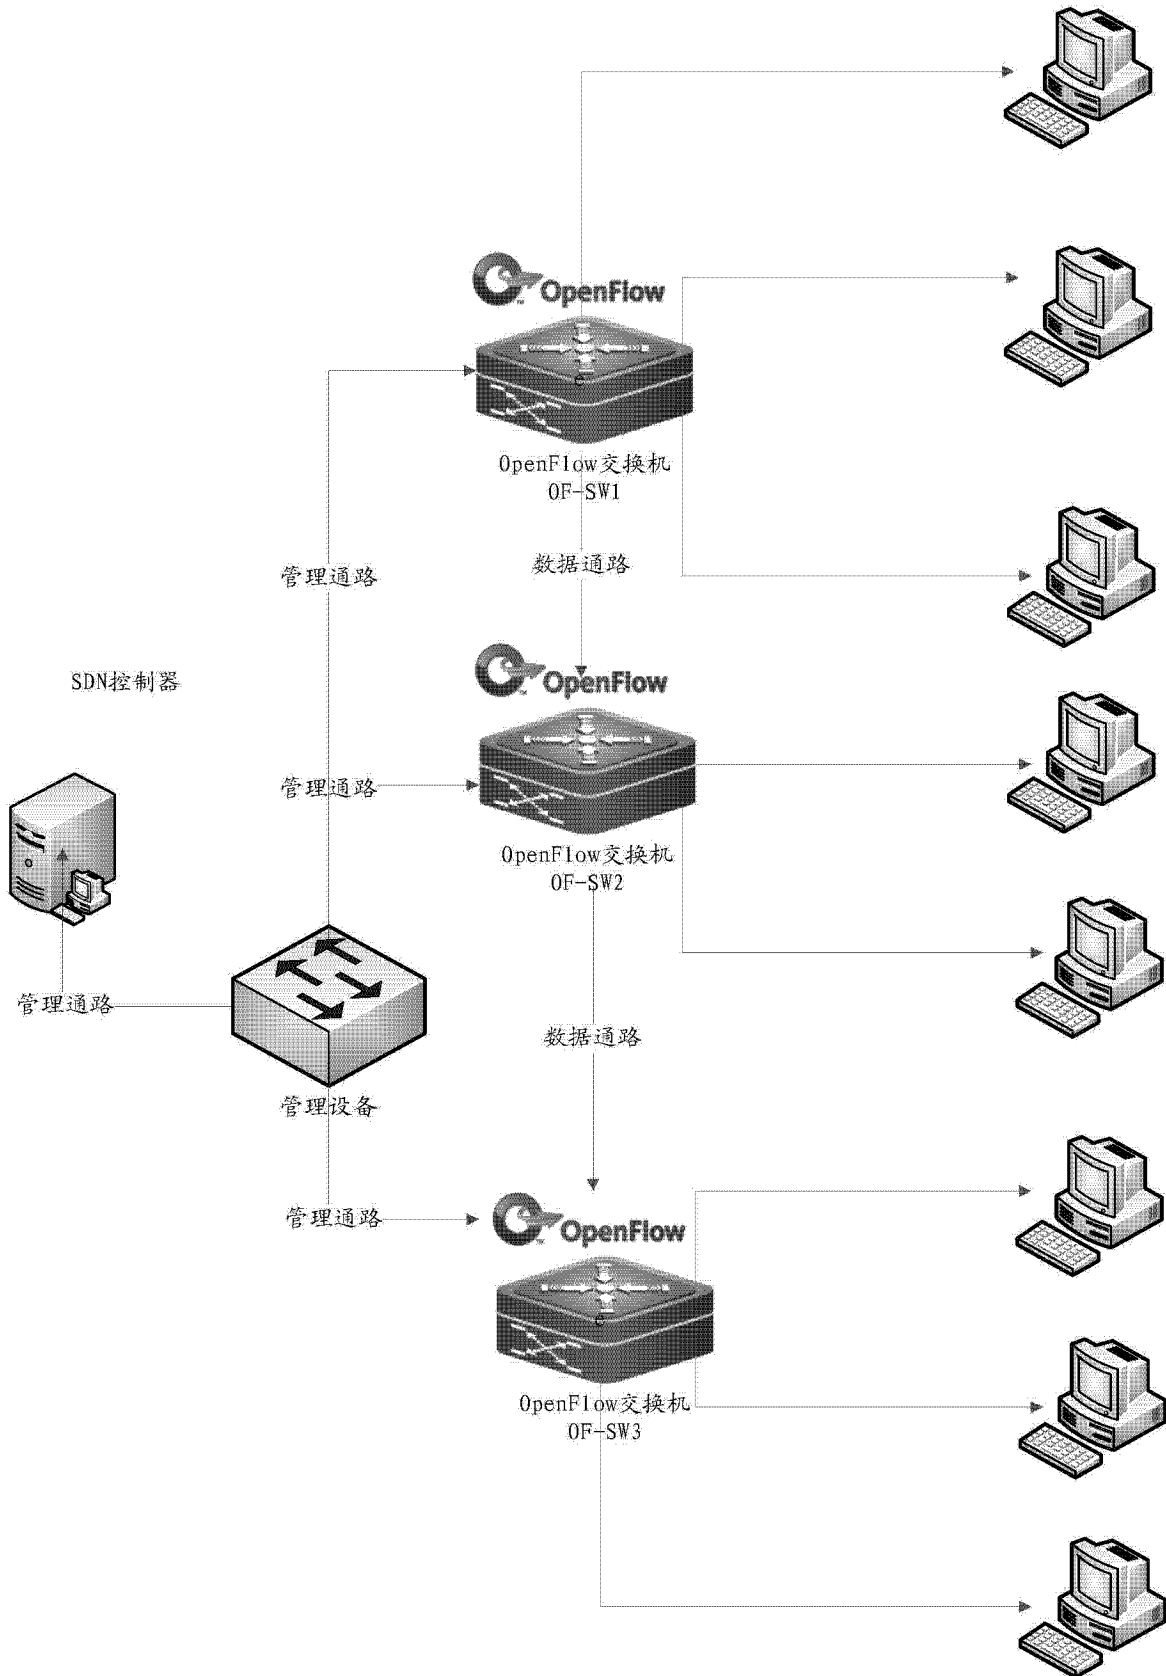 OpenFlow
OpenFlow交换机
OF-SW1
管理通路
数据通路
SDN控制器
OpenFlow
管理通路
OpenFlow交换机
OF-SW2
管理通路
数据通路
管理设备
管理通路
OpenFlow
OpenFlow交换机
OF-SW3